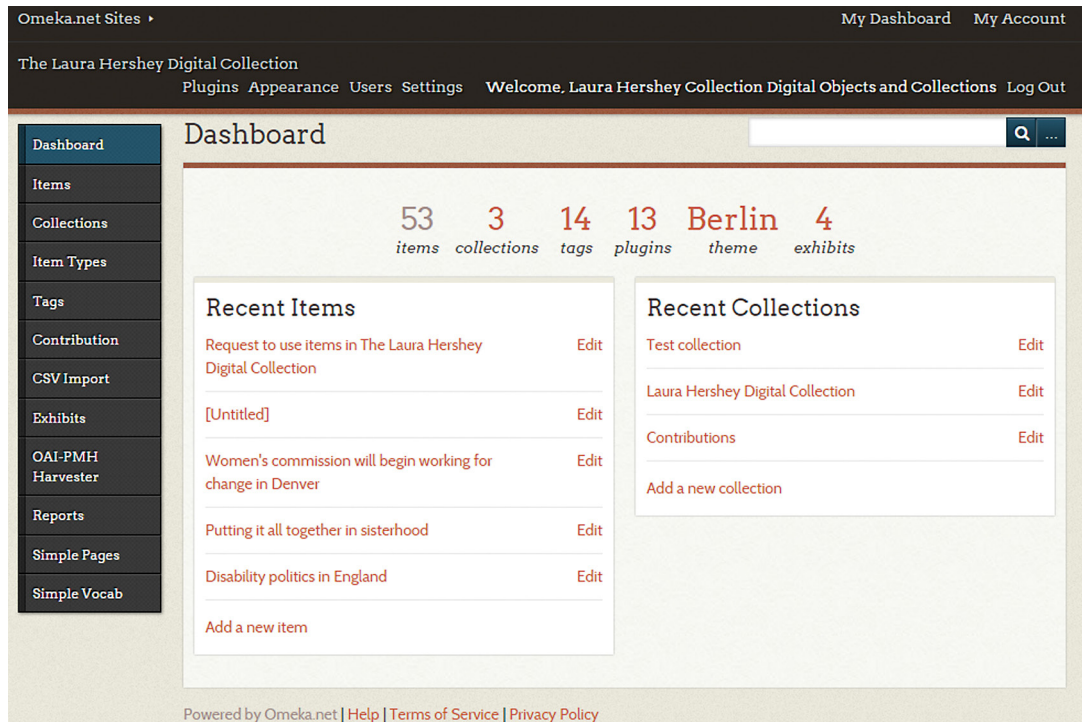 Omeka.net Sites ▸
My Dashboard My Account
The Laura Hershey Digital Collection
Plugins Appearance Users Settings Welcome, Laura Hershey Collection Digital Objects and Collections Log Out
Dashboard
Items
Collections
Item Types
Tags
Contribution
CSV Import
Exhibits
OAI-PMH
Harvester
Reports
Simple Pages
Simple Vocab
Dashboard
...
53 3 14 13 Berlin 4
items collections tags plugins theme exhibits
Recent Items
Request to use items in The Laura Hershey Edit
Digital Collection
[Untitled] Edit
Women's commission will begin working for Edit
change in Denver
Putting it all together in sisterhood Edit
Disability politics in England Edit
Add a new item
Recent Collections
Test collection Edit
Laura Hershey Digital Collection Edit
Contributions Edit
Add a new collection
Powered by Omeka.net | Help | Terms of Service | Privacy Policy